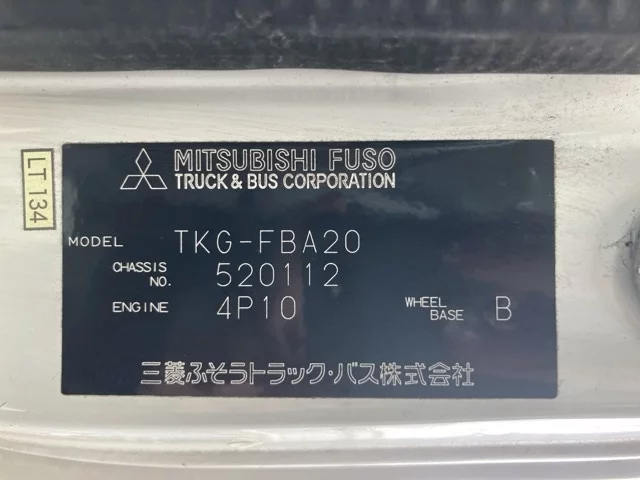 MITSUBISHI FUSO
TRUCK & BUS CORPORATION
LT 134
MODEL TKG-FBA20
CHASSIS NO. 520112
ENGINE 4P10 WHEEL BASE B
三菱ふそうトラック・バス株式会社